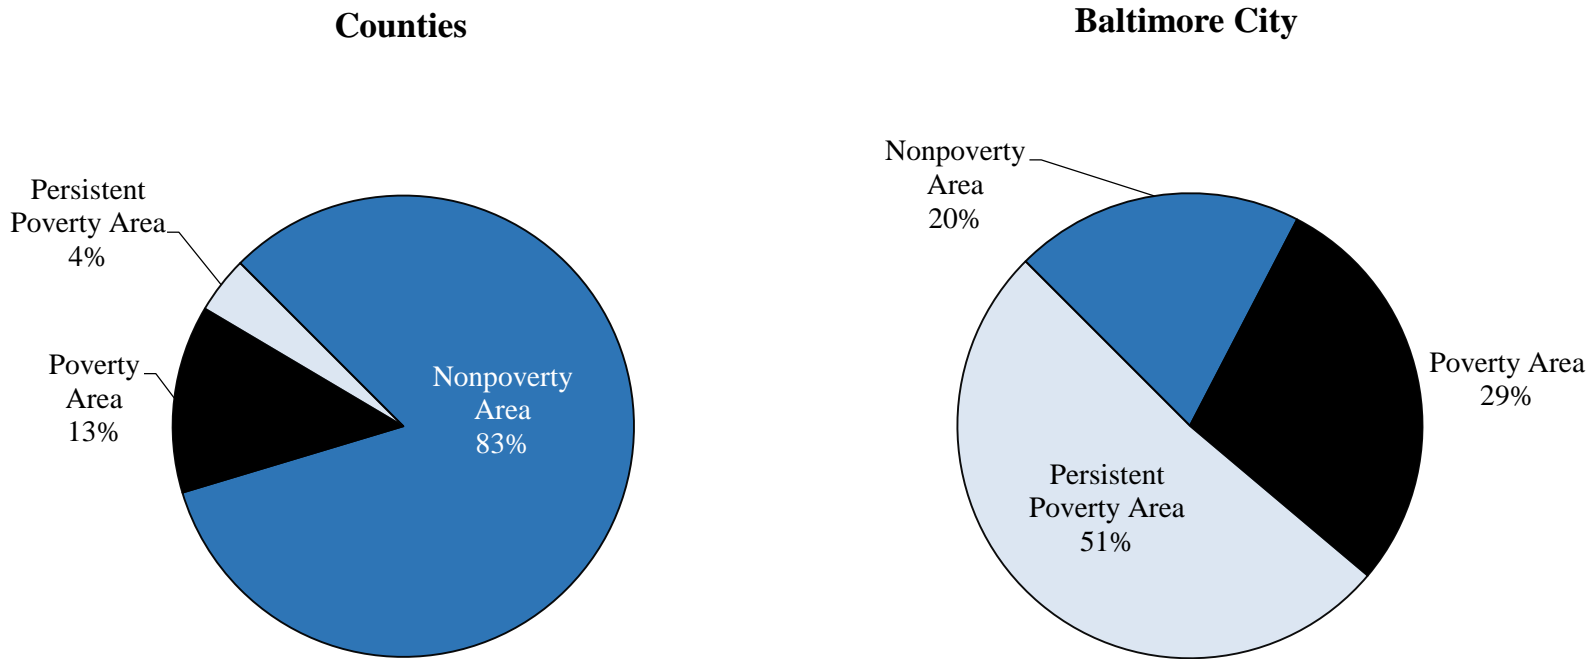 Counties
Persistent
Poverty Area
4%
Poverty
Area
13%
Nonpoverty
Area
83%
Baltimore City
Nonpoverty
Area
20%
Poverty Area
29%
Persistent
Poverty Area
51%